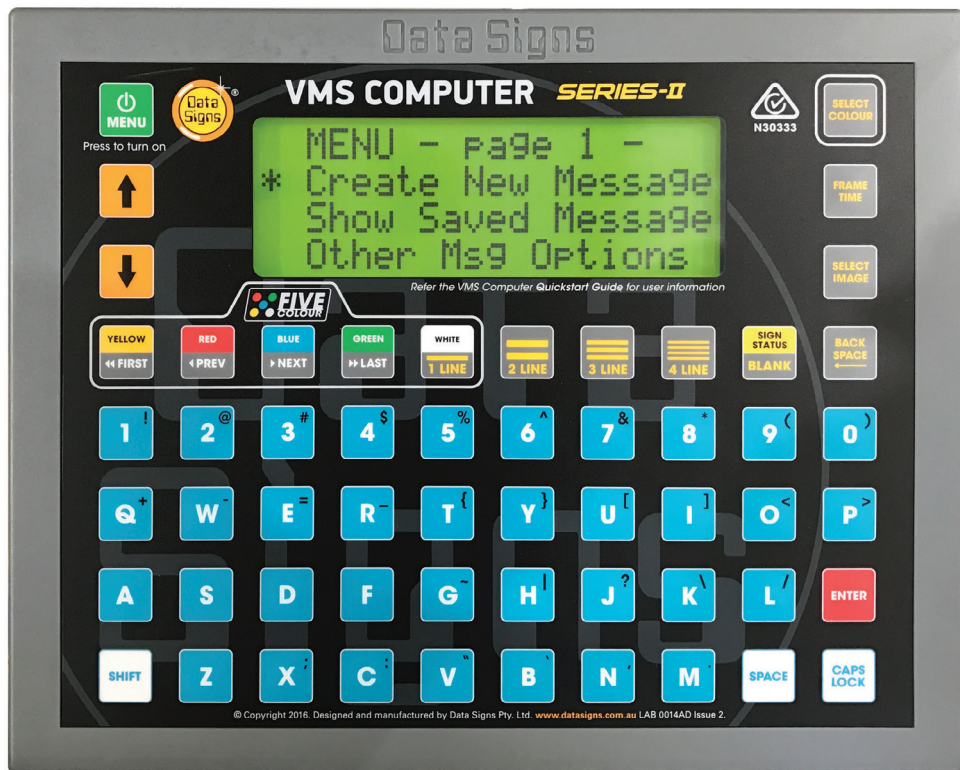 Data Signs
MENU
Press to turn on
Data
Signs
®
VMS COMPUTER SERIES-II
N30333
SELECT
COLOUR
MENU - page 1 -
* Create New Message
Show Saved Message
Other Msg Options
FRAME
TIME
SELECT
IMAGE
Refer the VMS Computer Quickstart Guide for user information
FIVE
COLOUR
YELLOW
FIRST
RED
PREV
BLUE
NEXT
GREEN
LAST
WHITE
1 LINE
2 LINE
3 LINE
4 LINE
SIGN
STATUS
BLANK
BACK
SPACE
1 ! 2 @ 3 # 4 $ 5 % 6 ^ 7 & 8 * 9 ( 0 )
Q + W - E = R _ T { Y } U [ I ] O < P >
A S D F G ~ H | J ? K \ L / ENTER
SHIFT Z X ; C : V " B ` N , M . SPACE CAPS
LOCK
© Copyright 2016. Designed and manufactured by Data Signs Pty. Ltd. www.datasigns.com.au LAB 0014AD Issue 2.
Data
Signs